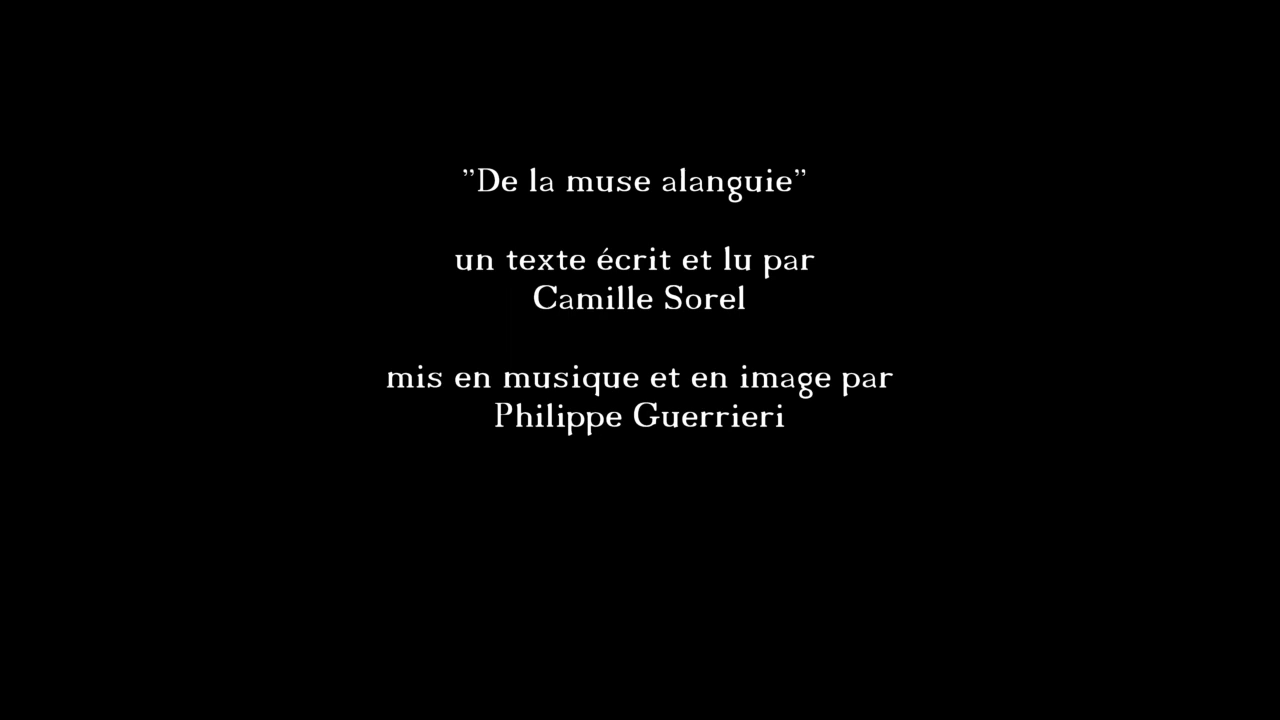 ”De la muse alanguie”
un texte écrit et lu par
Camille Sorel
mis en musique et en image par
Philippe Guerrieri